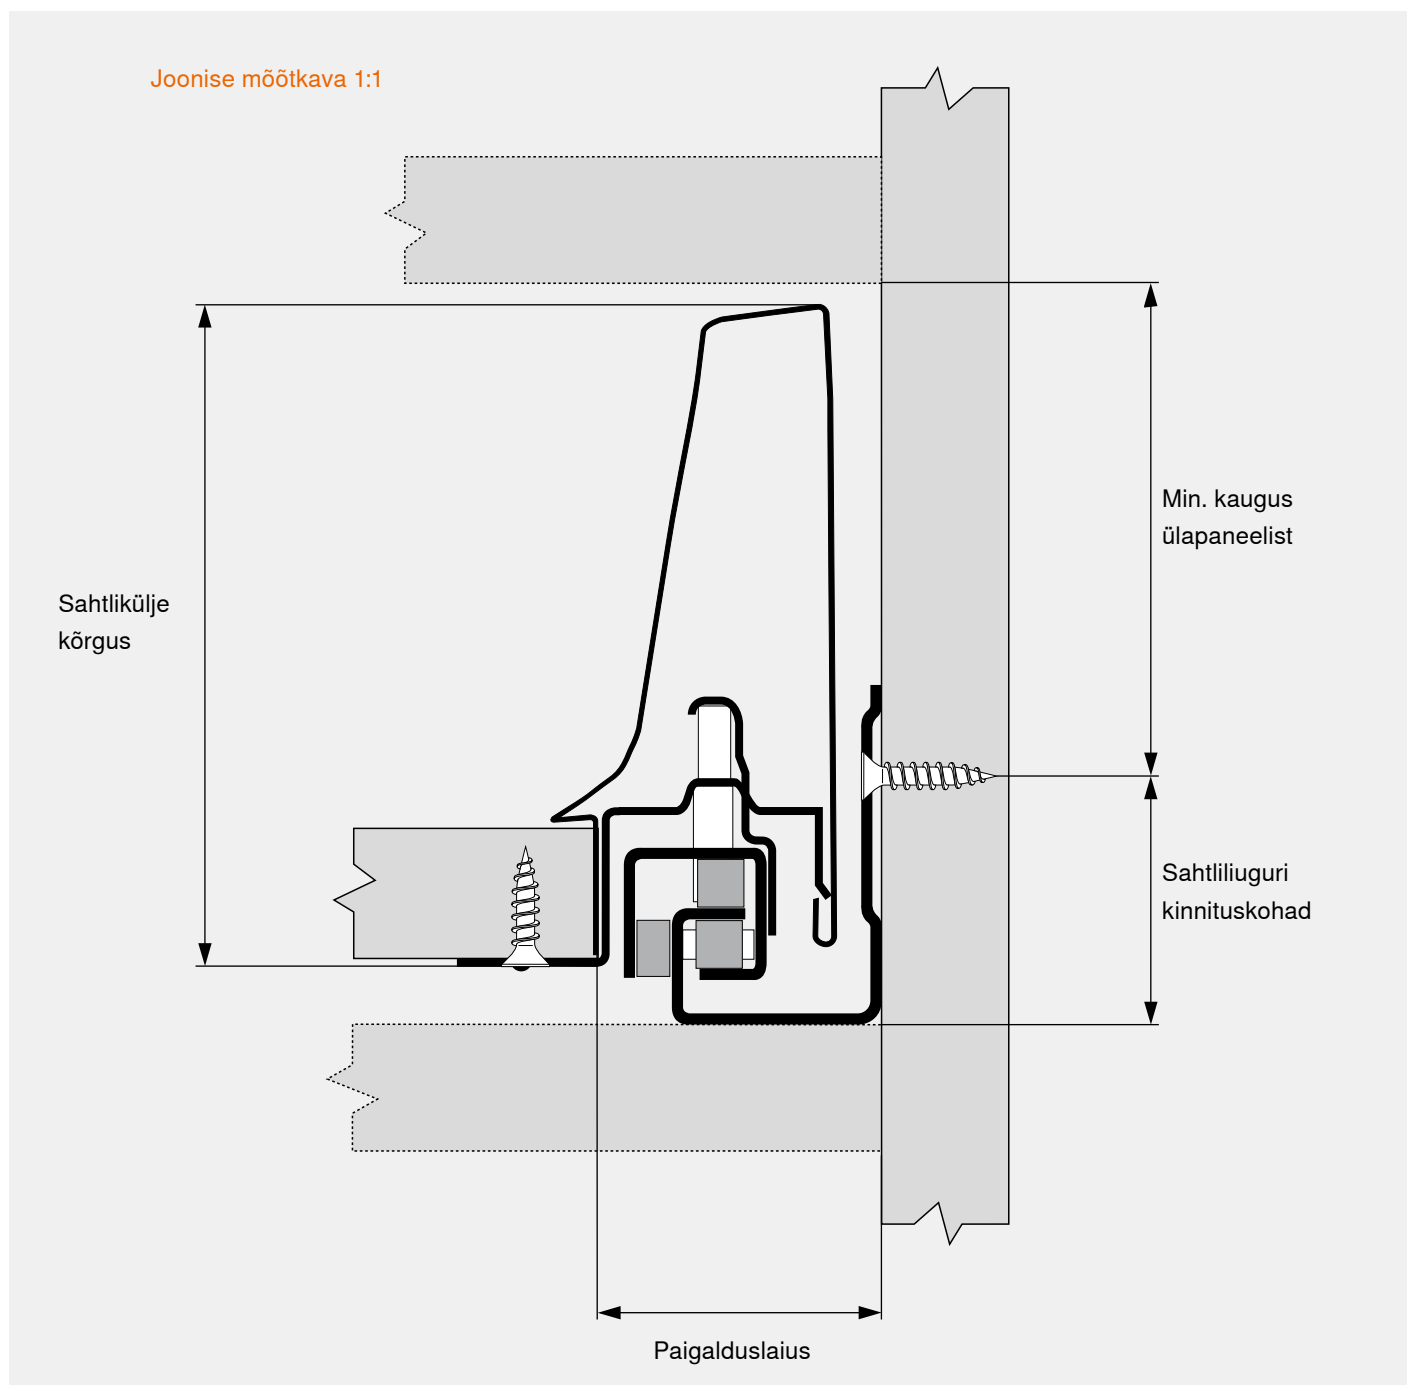 Joonise mõõtkava 1:1
Min. kaugus
ülapaneelist
Sahtlikülje
kõrgus
Sahtliliuguri
kinnituskohad
Paigalduslaius